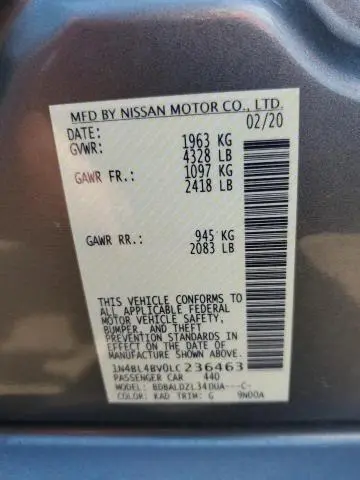 MFD BY NISSAN MOTOR CO., LTD.
DATE: 02/20
GVWR: 1963 KG
4328 LB
GAWR FR.: 1097 KG
2418 LB
GAWR RR.: 945 KG
2083 LB
THIS VEHICLE CONFORMS TO
ALL APPLICABLE FEDERAL
MOTOR VEHICLE SAFETY,
BUMPER, AND THEFT
PREVENTION STANDARDS
IN EFFECT ON THE DATE OF
MANUFACTURE SHOWN ABOVE.
1N4BL4BV0LC236463
PASSENGER CAR 440
MODEL: BDBALDZL34DUA---C-
COLOR: KAD TRIM: G 9N00A